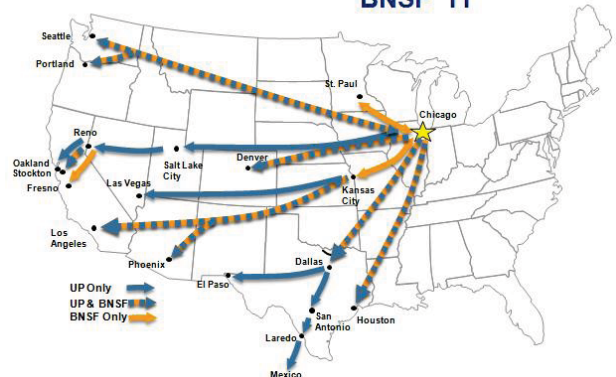 Seattle
Portland
St. Paul
Chicago
Reno
Oakland
Stockton
Fresno
Salt Lake
City
Denver
Las Vegas
Kansas
City
Los
Angeles
Phoenix
Dallas
El Paso
San
Antonio
Houston
Laredo
Mexico
UP Only
UP & BNSF
BNSF Only